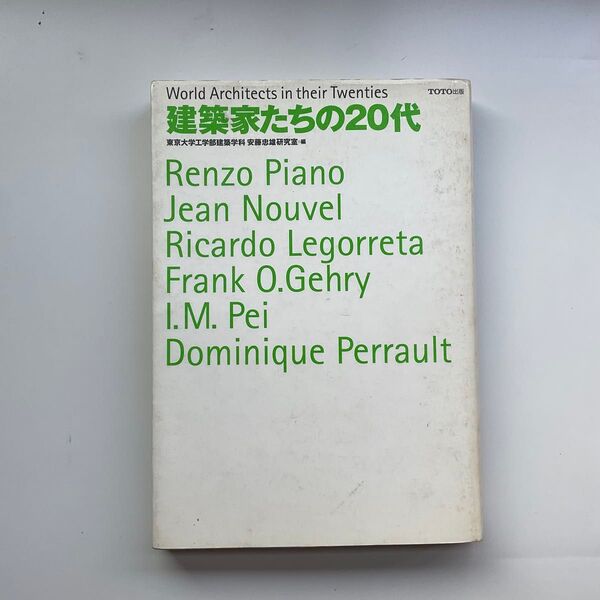 World Architects in their Twenties
TOTO出版
建築家たちの20代
東京大学工学部建築学科 安藤忠雄研究室・編
Renzo Piano
Jean Nouvel
Ricardo Legorreta
Frank O.Gehry
I.M. Pei
Dominique Perrault